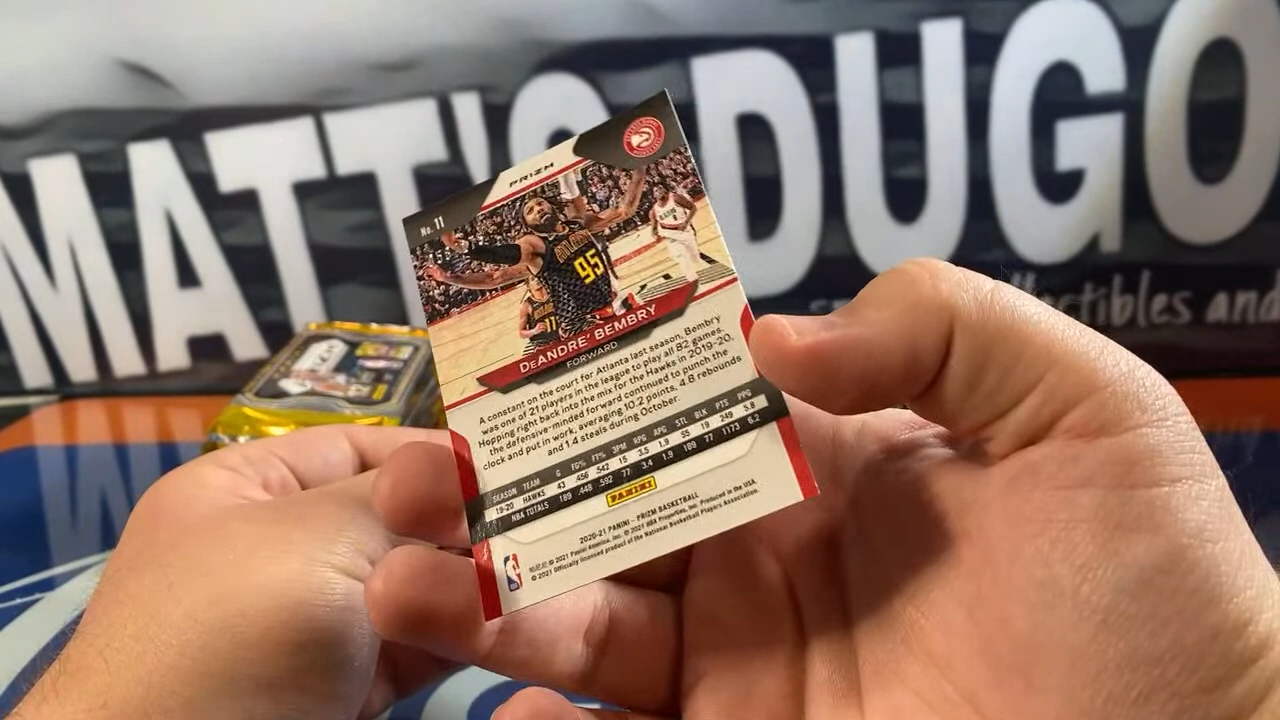 MATT'S DUGO
ctibles and
No. 11
PRIZM
ATLANTA
95
11
DeANDRE' BEMBRY
FORWARD
A constant on the court for Atlanta last season, Bembry
was one of 21 players in the league to play all 82 games.
Hopping right back into the mix for the Hawks in 2019-20,
the defensive-minded forward continued to punch the
clock and put in work, averaging 10.2 points, 4.8 rebounds
and 1.4 steals during October.
SEASON TEAM G FG% FT% 3PM RPG APG STL BLK PTS PPG
19-20 HAWKS 43 .456 .542 15 3.5 1.9 55 19 249 5.8
NBA TOTALS 189 .448 .592 77 3.4 1.9 189 77 1173 6.2
PANINI
2020-21 PANINI - PRIZM BASKETBALL
© 2021 Panini America, Inc. © 2021 NBA Properties, Inc. Produced in the USA.
© 2021 Officially licensed product of the National Basketball Players Association.